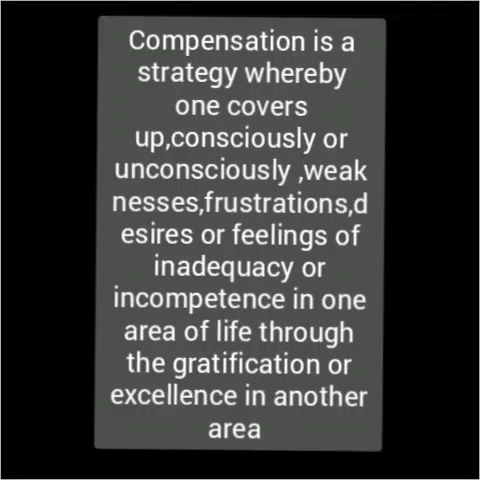 Compensation is a
strategy whereby
one covers
up,consciously or
unconsciously ,weak
nesses,frustrations,d
esires or feelings of
inadequacy or
incompetence in one
area of life through
the gratification or
excellence in another
area